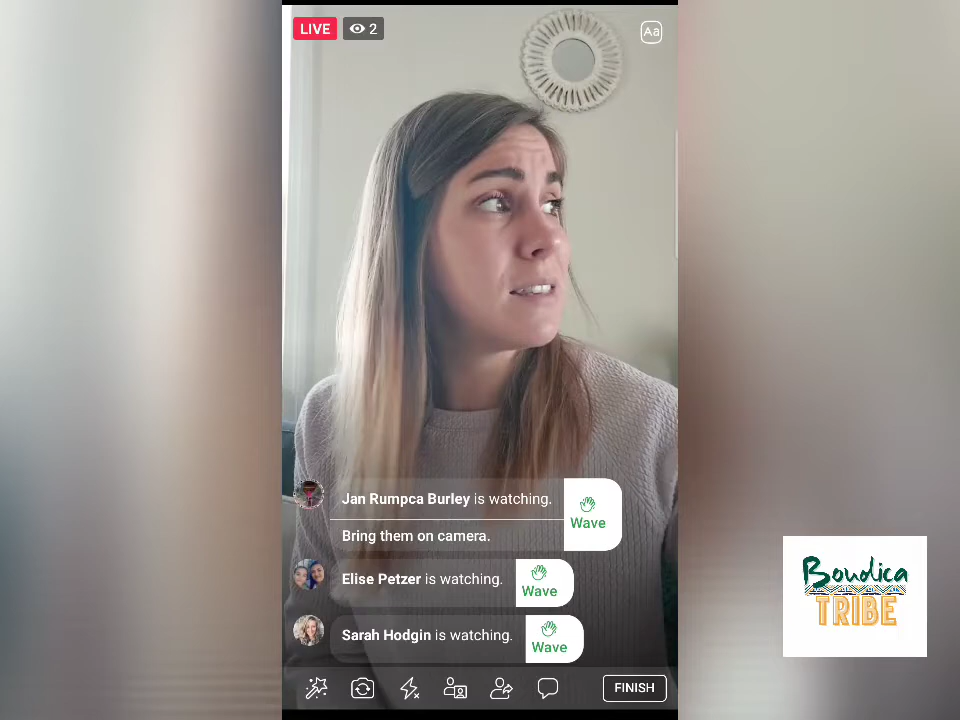 LIVE 2 Aa
Jan Rumpca Burley is watching.
Wave
Bring them on camera.
Elise Petzer is watching.
Wave
Sarah Hodgin is watching.
Wave
FINISH
Boudica
TRIBE